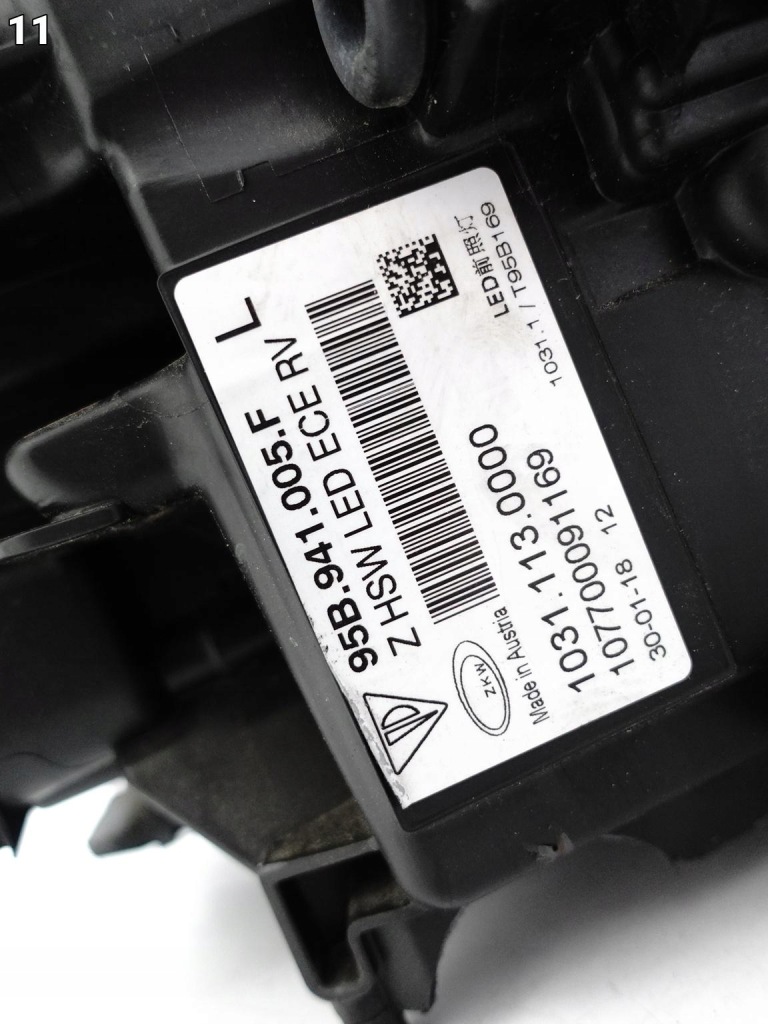 11
L
95B.941.005.F
Z HSW LED ECE RV
ZKW
Made in Austria
1031.113.0000
107700091169
30-01-18 12
LED前照灯
1031.1 / T95B169